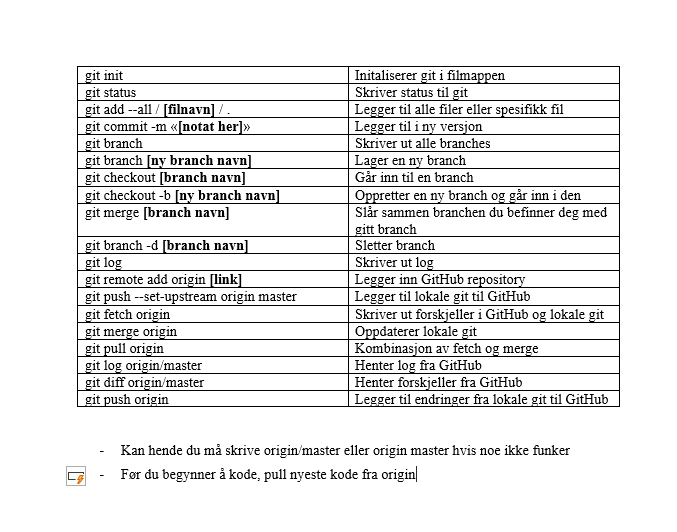 git init Initaliserer git i filmappen
git status Skriver status til git
git add --all / [filnavn] / . Legger til alle filer eller spesifikk fil
git commit -m «[notat her]» Legger til i ny versjon
git branch Skriver ut alle branches
git branch [ny branch navn] Lager en ny branch
git checkout [branch navn] Går inn til en branch
git checkout -b [ny branch navn] Oppretter en ny branch og går inn i den
git merge [branch navn] Slår sammen branchen du befinner deg med
gitt branch
git branch -d [branch navn] Sletter branch
git log Skriver ut log
git remote add origin [link] Legger inn GitHub repository
git push --set-upstream origin master Legger til lokale git til GitHub
git fetch origin Skriver ut forskjeller i GitHub og lokale git
git merge origin Oppdaterer lokale git
git pull origin Kombinasjon av fetch og merge
git log origin/master Henter log fra GitHub
git diff origin/master Henter forskjeller fra GitHub
git push origin Legger til endringer fra lokale git til GitHub
- Kan hende du må skrive origin/master eller origin master hvis noe ikke funker
- Før du begynner å kode, pull nyeste kode fra origin